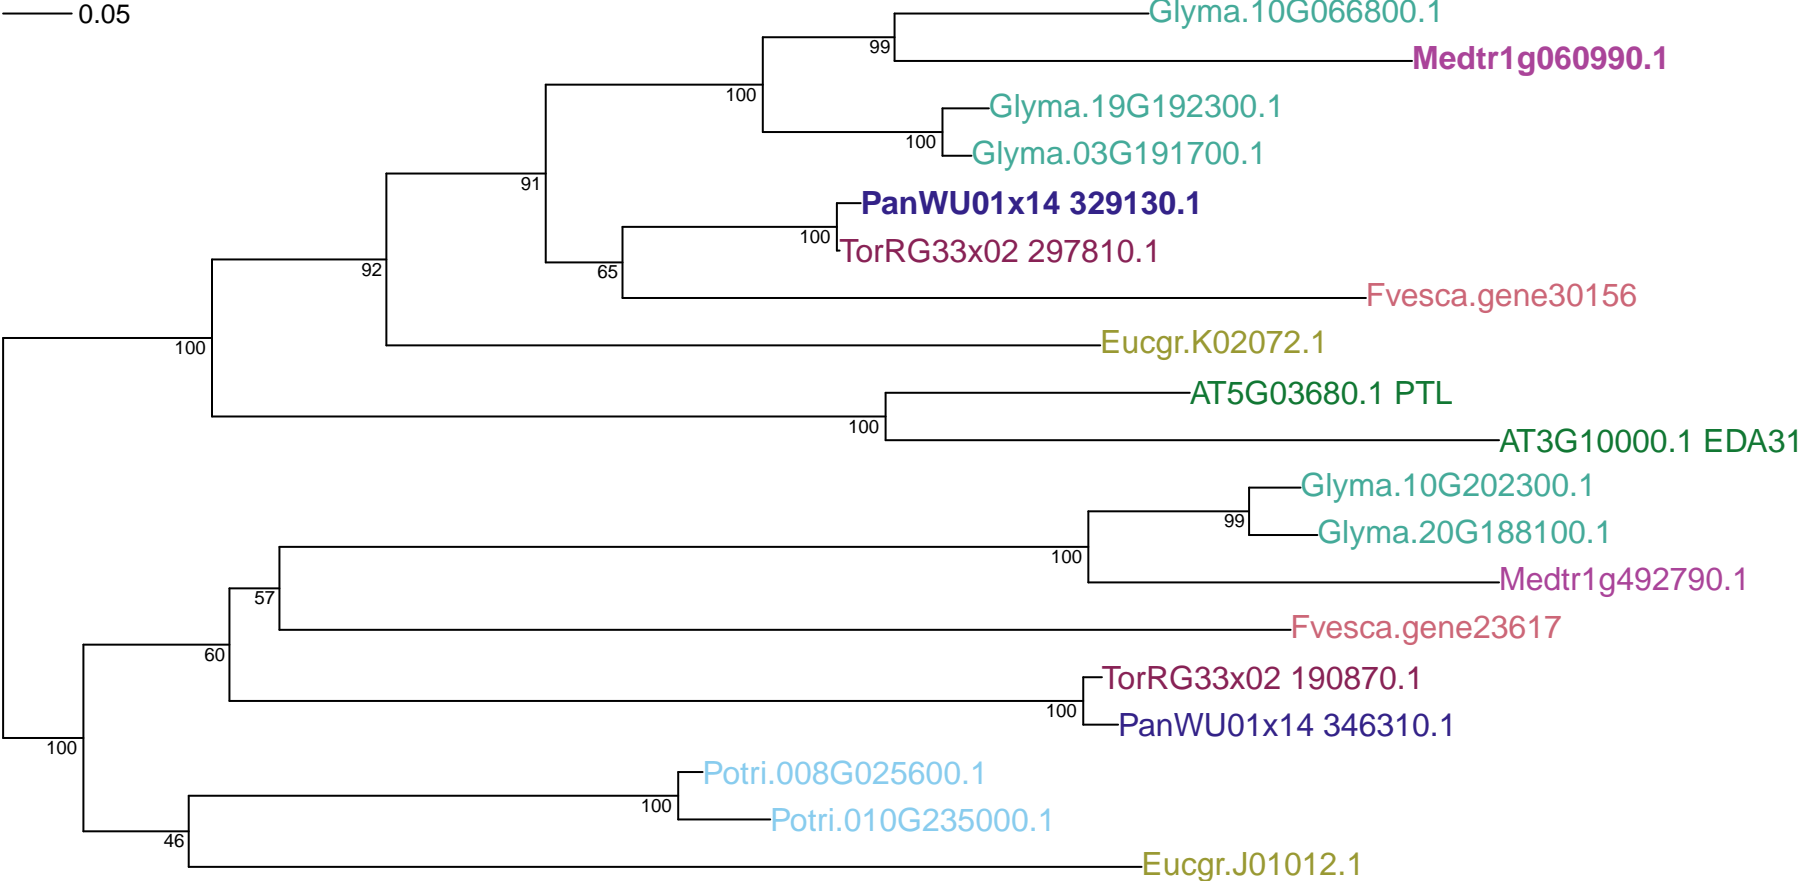 0.05
Glyma.10G066800.1
99
Medtr1g060990.1
100
Glyma.19G192300.1
100
Glyma.03G191700.1
91
PanWU01x14 329130.1
100
TorRG33x02 297810.1
92
65
Fvesca.gene30156
100
Eucgr.K02072.1
AT5G03680.1 PTL
100
AT3G10000.1 EDA31
Glyma.10G202300.1
99
Glyma.20G188100.1
100
Medtr1g492790.1
57
Fvesca.gene23617
60
TorRG33x02 190870.1
100
PanWU01x14 346310.1
100
Potri.008G025600.1
100
Potri.010G235000.1
46
Eucgr.J01012.1